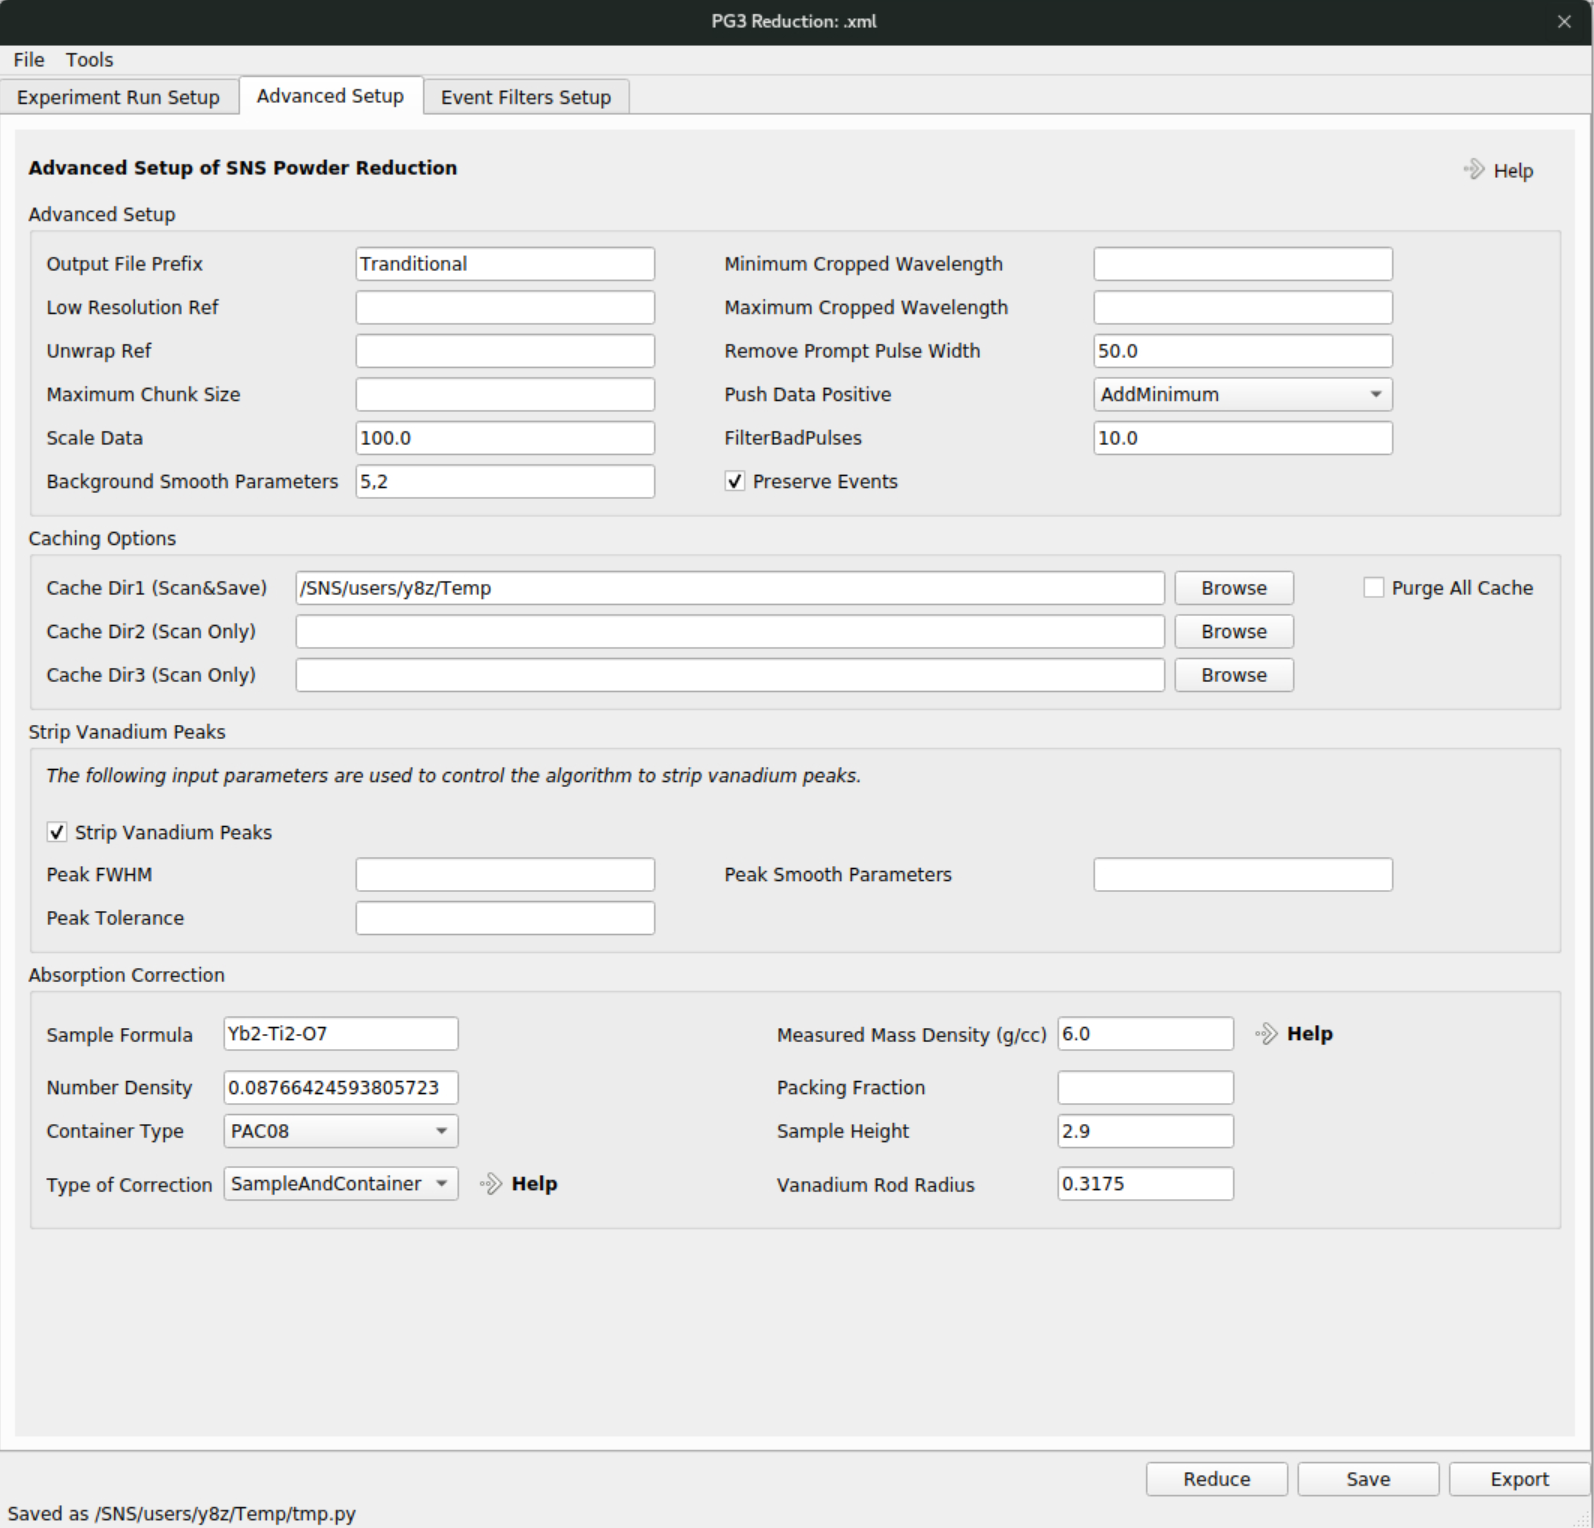 PG3 Reduction: .xml
File Tools
Experiment Run Setup Advanced Setup Event Filters Setup
Advanced Setup of SNS Powder Reduction Help
Advanced Setup
Output File Prefix Tranditional Minimum Cropped Wavelength
Low Resolution Ref Maximum Cropped Wavelength
Unwrap Ref Remove Prompt Pulse Width 50.0
Maximum Chunk Size Push Data Positive AddMinimum
Scale Data 100.0 FilterBadPulses 10.0
Background Smooth Parameters 5,2 Preserve Events
Caching Options
Cache Dir1 (Scan&Save) /SNS/users/y8z/Temp Browse Purge All Cache
Cache Dir2 (Scan Only) Browse
Cache Dir3 (Scan Only) Browse
Strip Vanadium Peaks
The following input parameters are used to control the algorithm to strip vanadium peaks.
Strip Vanadium Peaks
Peak FWHM Peak Smooth Parameters
Peak Tolerance
Absorption Correction
Sample Formula Yb2-Ti2-O7 Measured Mass Density (g/cc) 6.0 Help
Number Density 0.08766424593805723 Packing Fraction
Container Type PAC08 Sample Height 2.9
Type of Correction SampleAndContainer Help Vanadium Rod Radius 0.3175
Reduce Save Export
Saved as /SNS/users/y8z/Temp/tmp.py